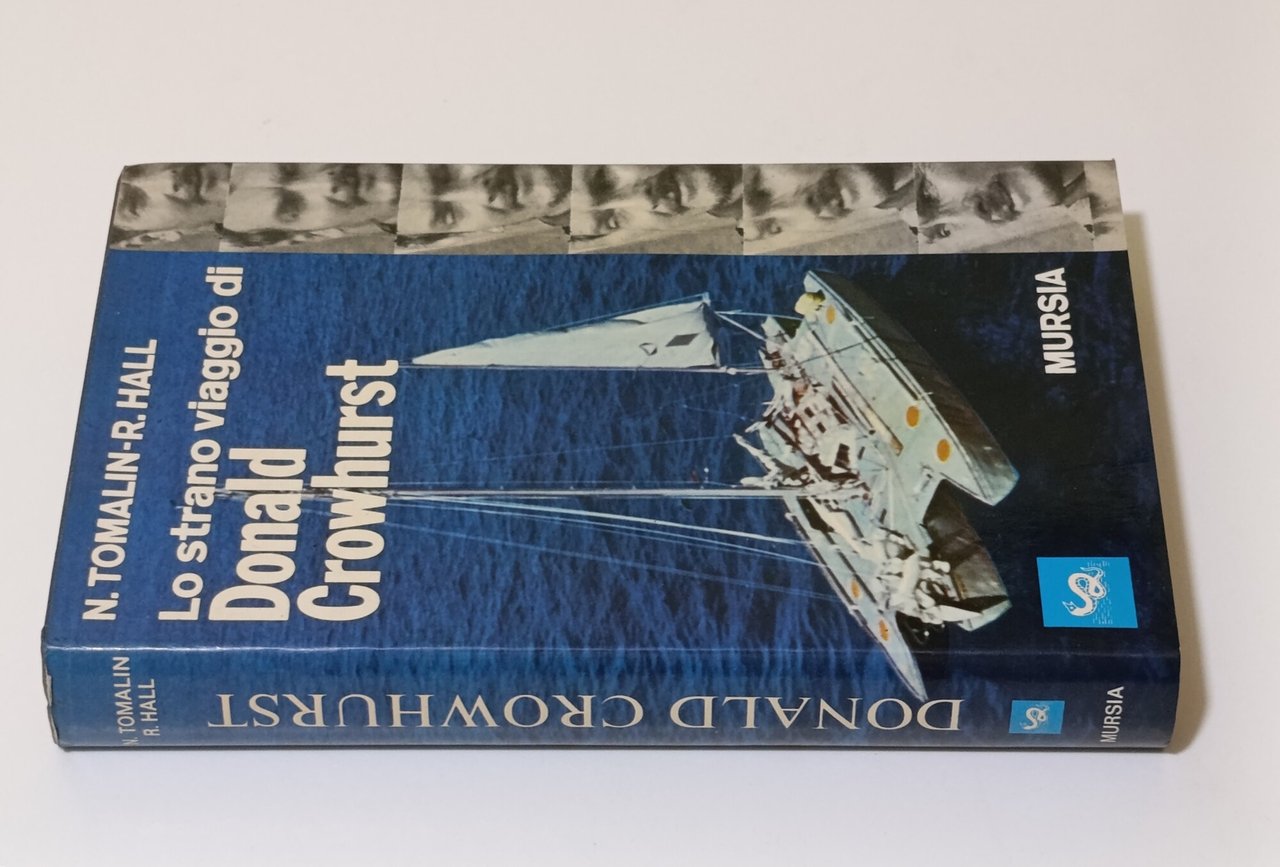 N. TOMALIN-R. HALL
Lo strano viaggio di
Donald
Crowhurst
MURSIA
N. TOMALIN
R. HALL
DONALD CROWHURST
MURSIA